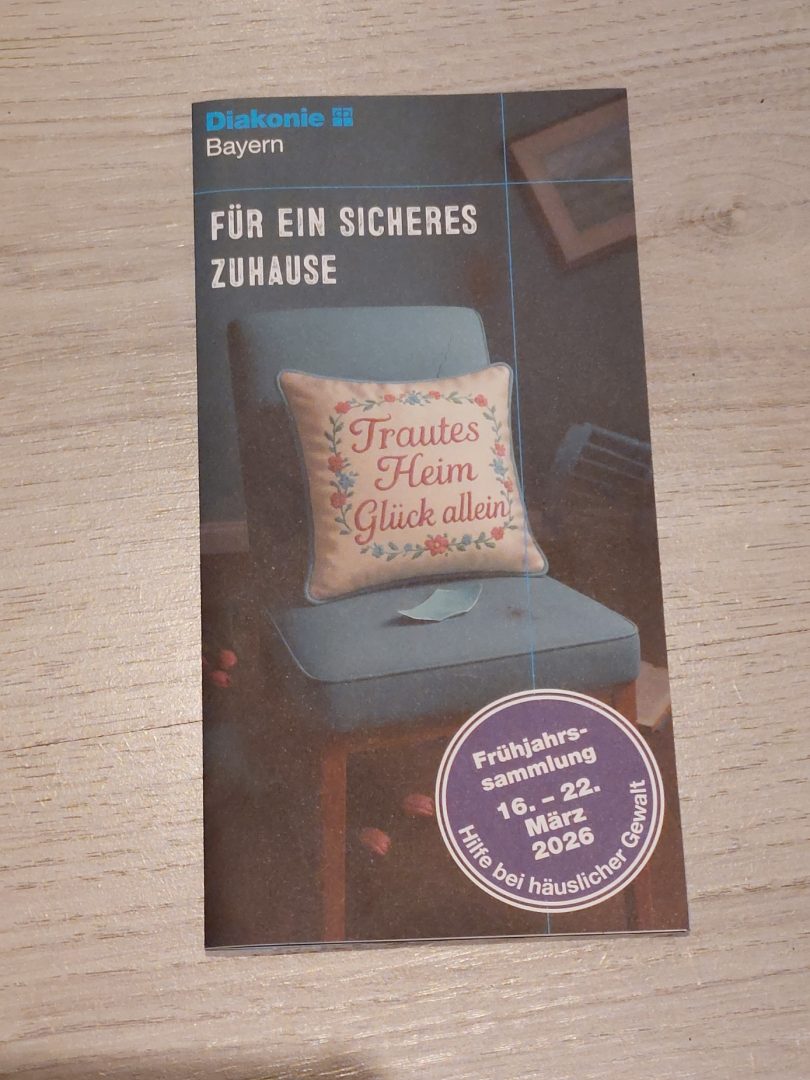 Diakonie
Bayern
FÜR EIN SICHERES
ZUHAUSE
Trautes
Heim
Glück allein
Frühjahrs-
sammlung
16. – 22.
März
2026
Hilfe bei häuslicher Gewalt